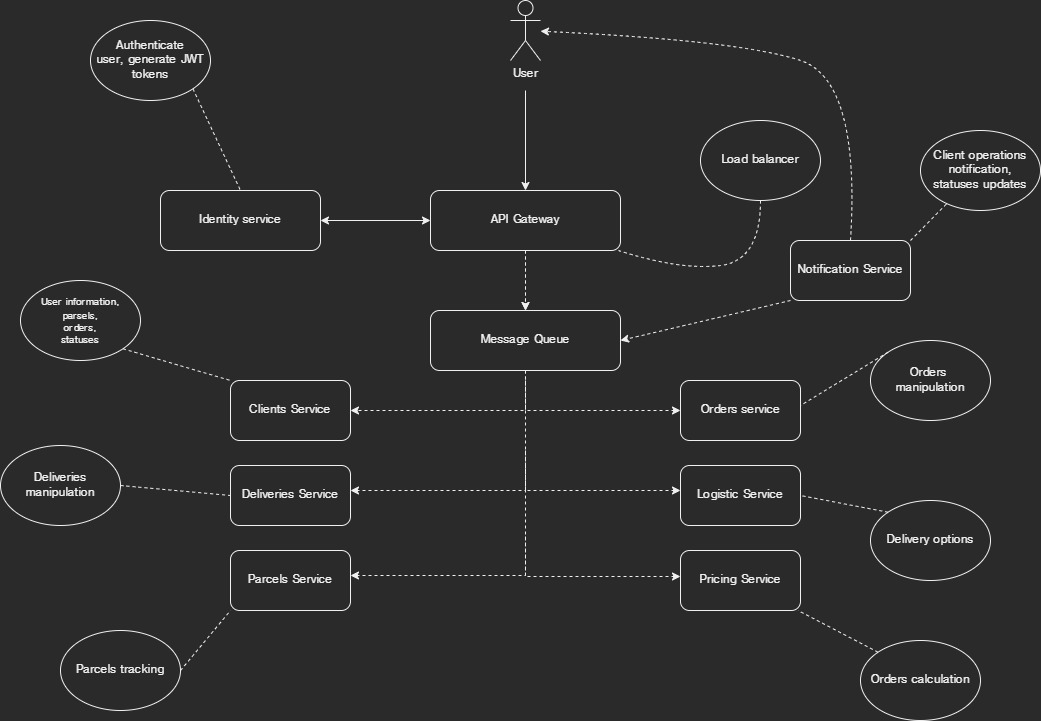 Authenticate
user, generate JWT
tokens
User
Load balancer
Client operations
notification,
statuses updates
Identity service
API Gateway
Notification Service
User information,
parcels,
orders,
statuses
Message Queue
Orders
manipulation
Clients Service
Orders service
Deliveries
manipulation
Deliveries Service
Logistic Service
Delivery options
Parcels Service
Pricing Service
Parcels tracking
Orders calculation